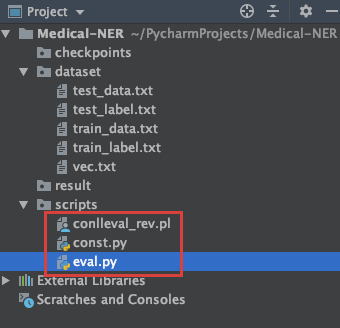 Project
Medical-NER ~/PycharmProjects/Medical-NER
checkpoints
dataset
test_data.txt
test_label.txt
train_data.txt
train_label.txt
vec.txt
result
scripts
conlleval_rev.pl
const.py
eval.py
External Libraries
Scratches and Consoles